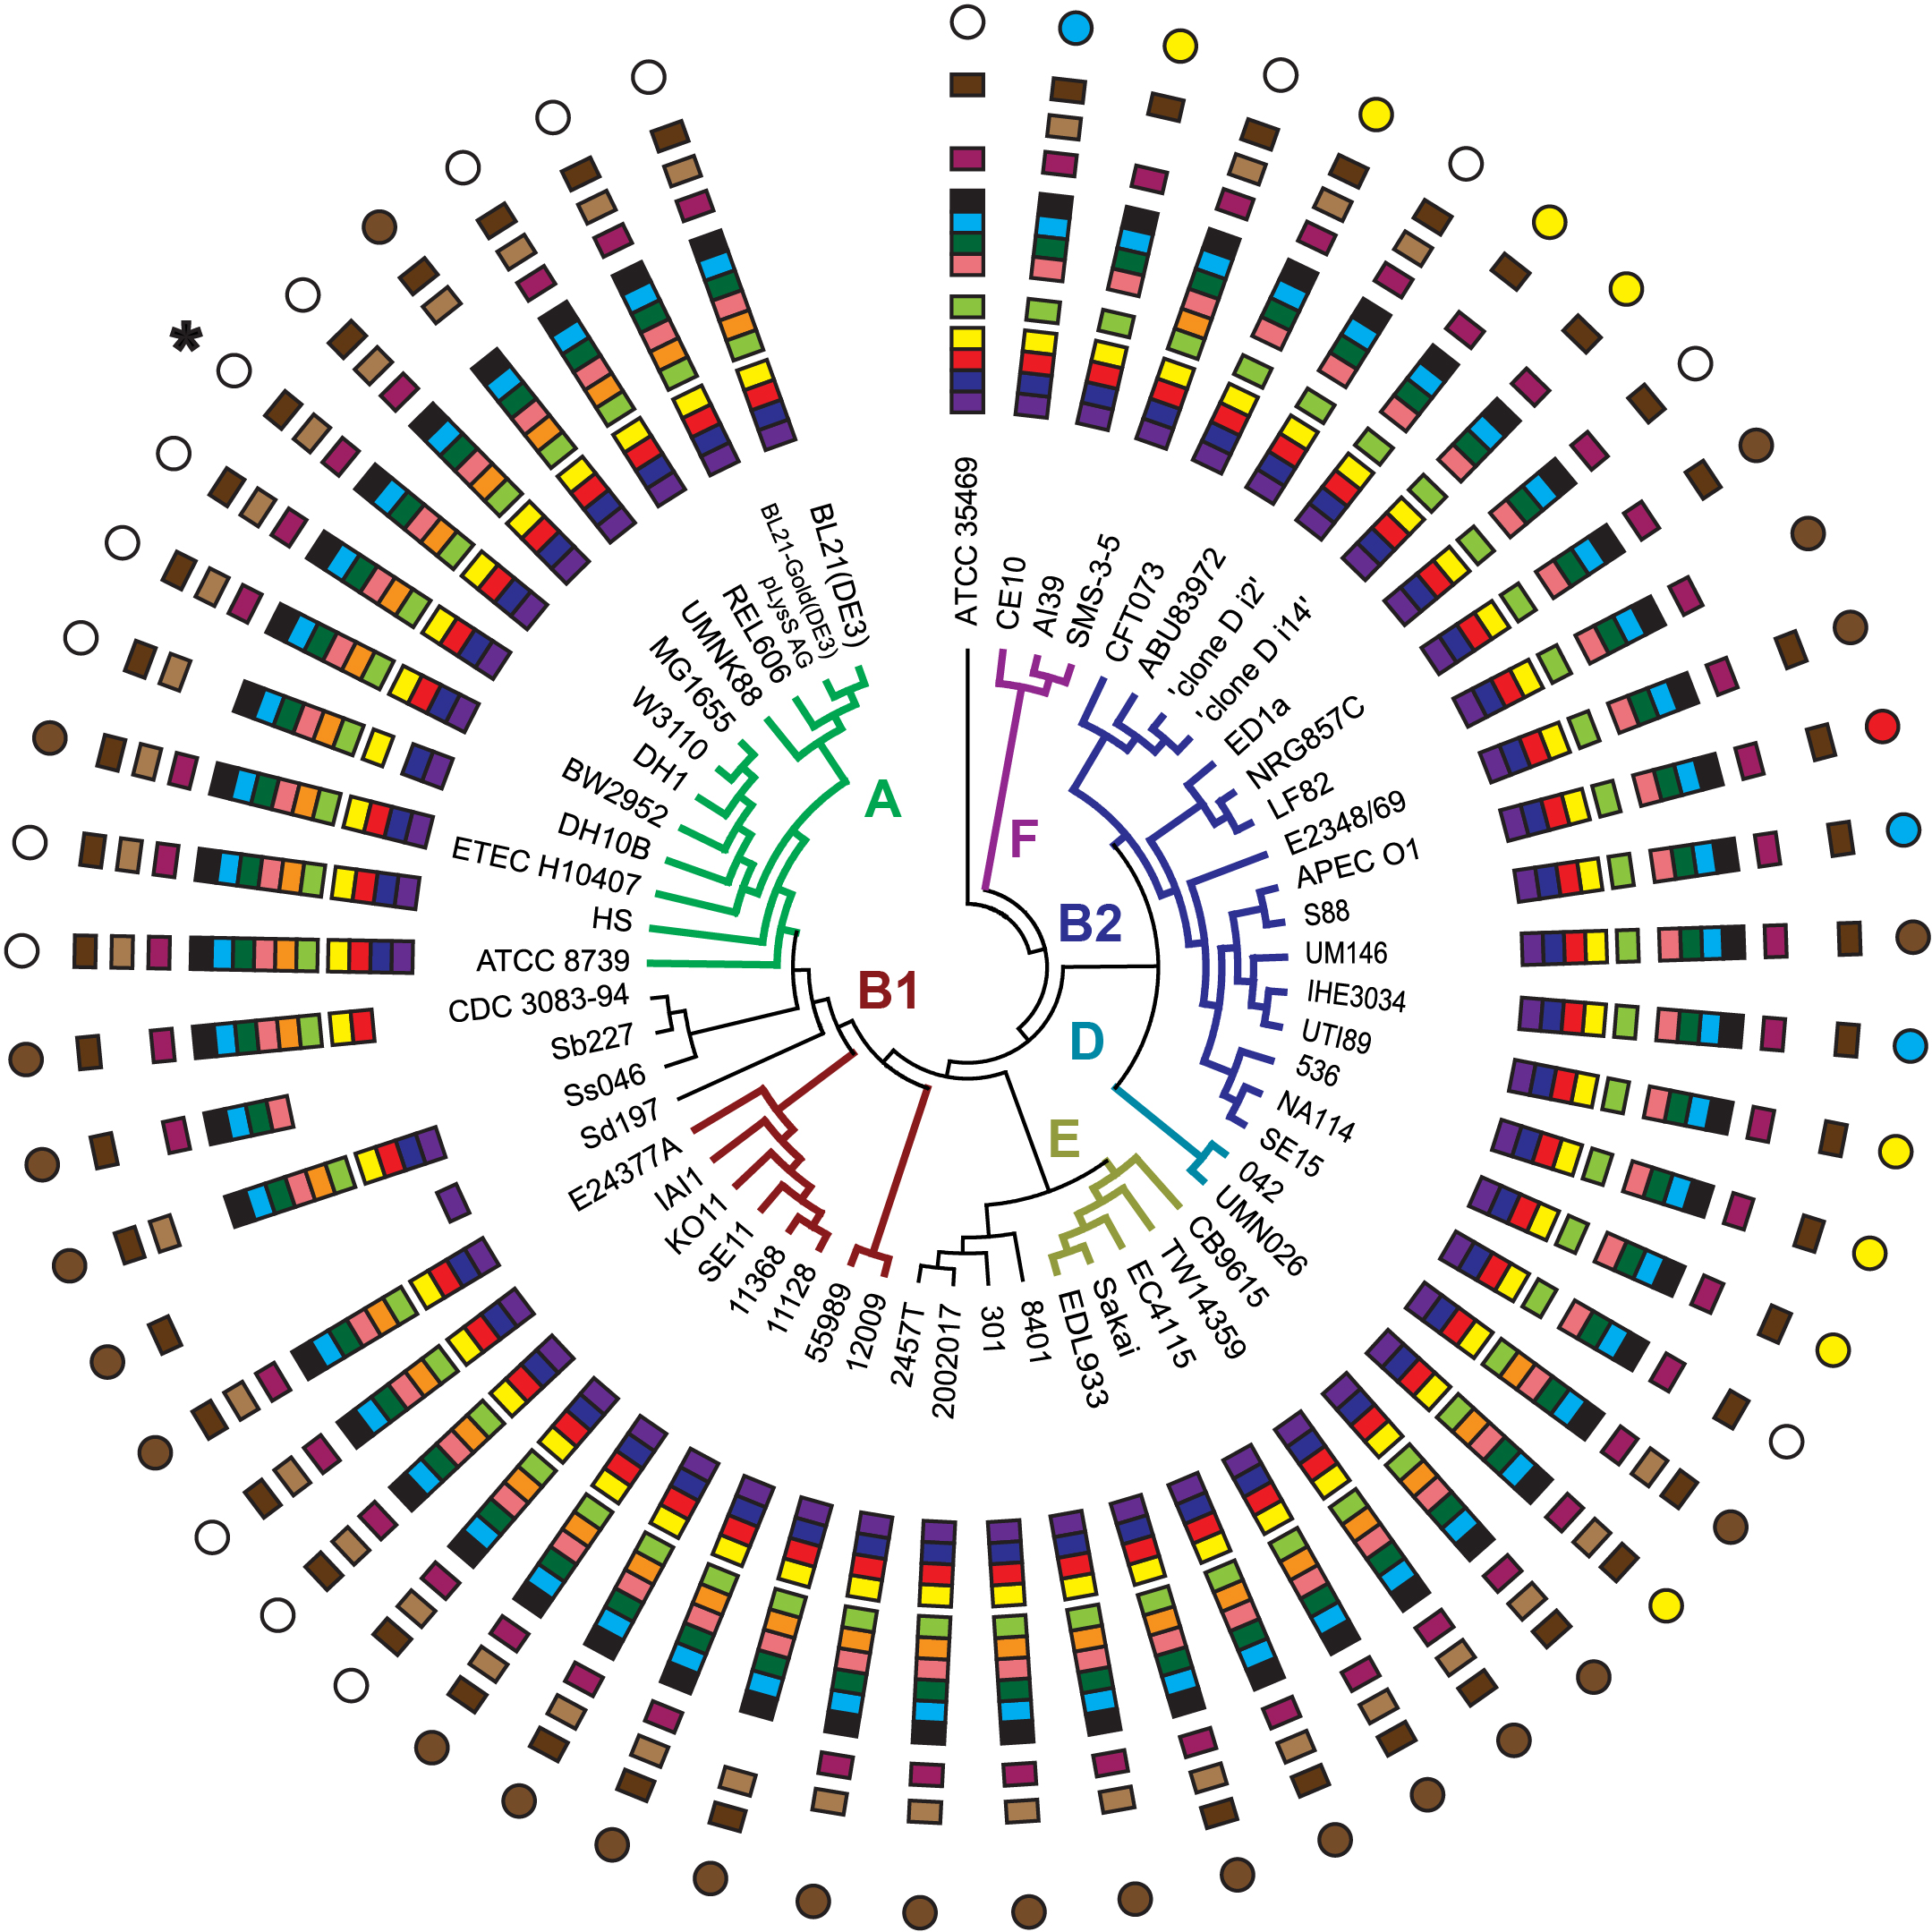 ATCC 35469
CE10
AI39
SMS-3-5
CFT073
ABU83972
'clone D i2'
'clone D i14'
ED1a
NRG857C
LF82
E2348/69
APEC O1
S88
UM146
IHE3034
UTI89
536
NA114
SE15
042
UMN026
CB9615
TW14359
EC4115
Sakai
EDL933
8401
301
2002017
2457T
12009
55989
11128
11368
SE11
KO11
IAI1
E24377A
Sd197
Ss046
Sb227
CDC 3083-94
ATCC 8739
HS
ETEC H10407
DH10B
BW2952
DH1
W3110
MG1655
UMNK88
REL606
BL21-Gold(DE3)
pLysS AG
BL21(DE3)
A
F
B2
B1
D
E
*